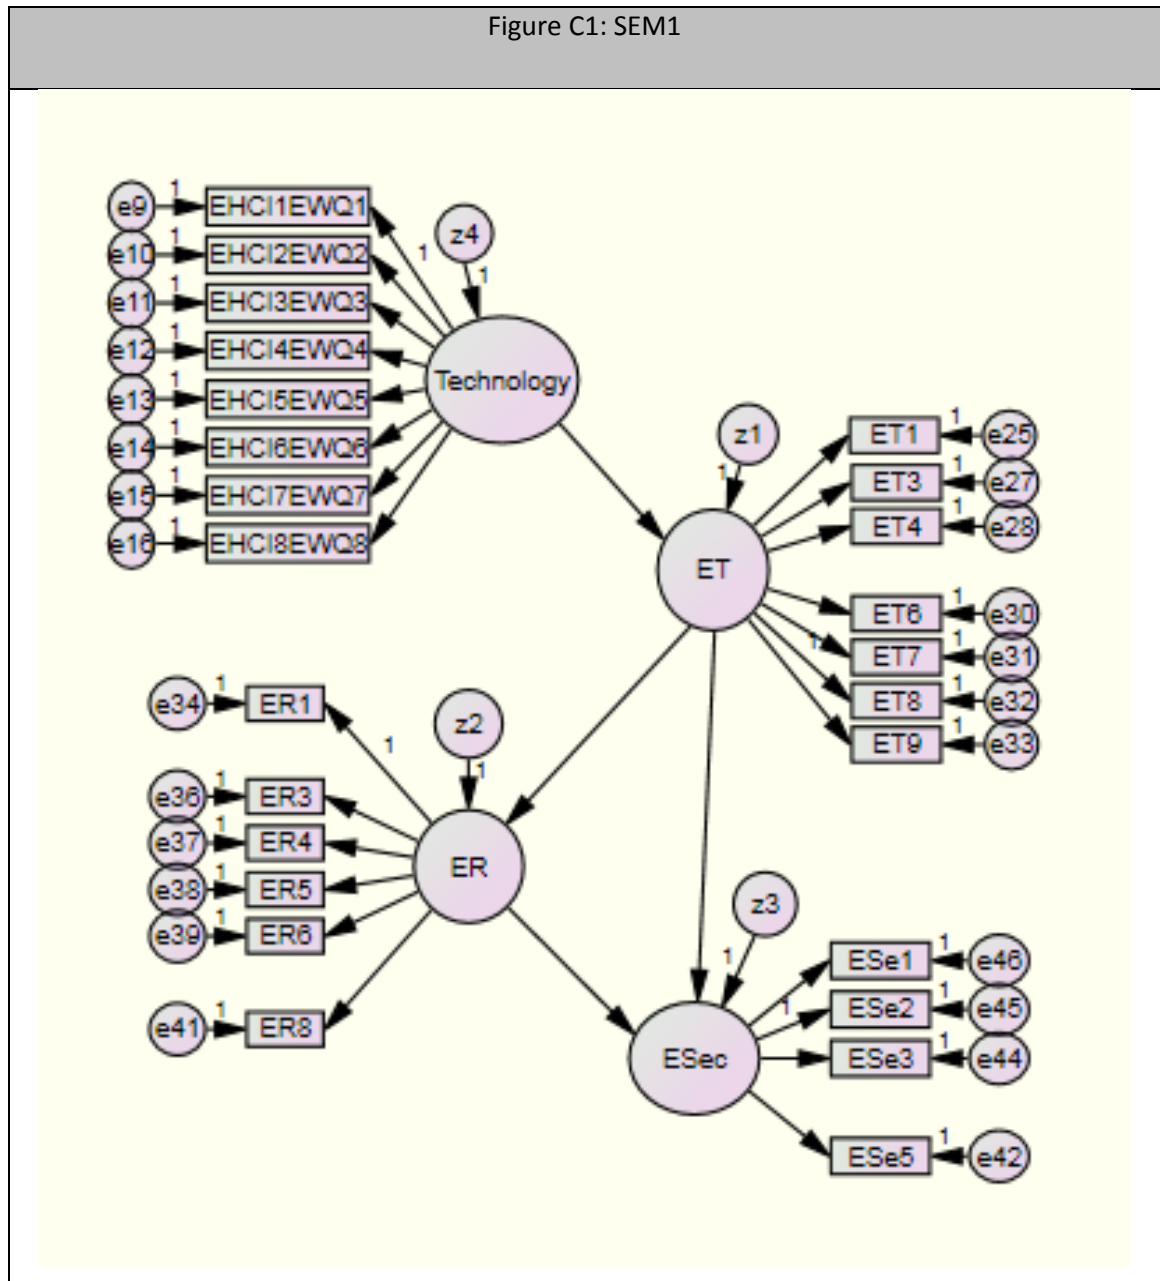 Figure C1: SEM1
e9 1 EHCI1EWQ1
e10 1 EHCI2EWQ2
e11 1 EHCI3EWQ3
e12 1 EHCI4EWQ4
e13 1 EHCI5EWQ5
e14 1 EHCI6EWQ6
e15 1 EHCI7EWQ7
e16 1 EHCI8EWQ8
1
z4
1
Technology
z1
1
ET
1
ET1 1 e25
ET3 1 e27
ET4 1 e28
ET6 1 e30
ET7 1 e31
ET8 1 e32
ET9 1 e33
e34 1 ER1
e36 1 ER3
e37 1 ER4
e38 1 ER5
e39 1 ER6
e41 1 ER8
1
z2
1
ER
z3
1
ESec
1
ESe1 1 e46
ESe2 1 e45
ESe3 1 e44
ESe5 1 e42